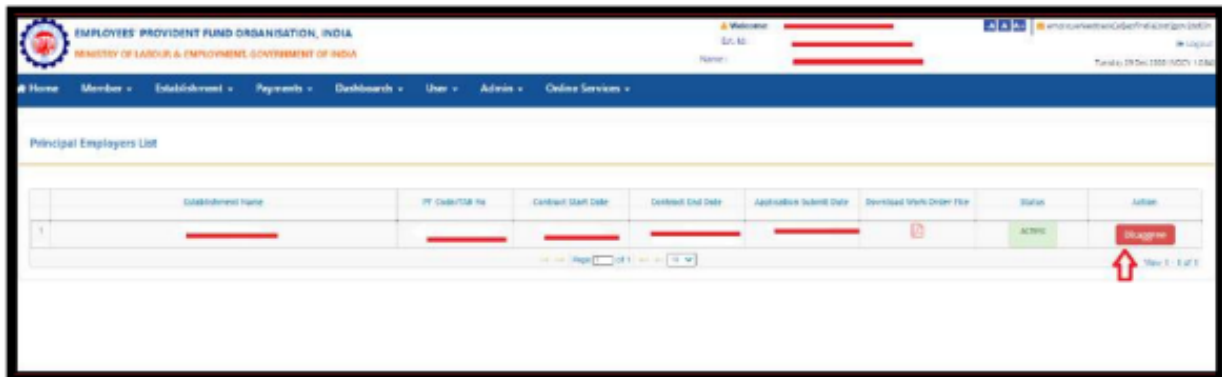 EMPLOYEES' PROVIDENT FUND ORGANISATION, INDIA
MINISTRY OF LABOUR & EMPLOYMENT, GOVERNMENT OF INDIA
Welcome
Est. Id:
Name:
Logout
Home Member Establishment Payments Dashboards User Admin Online Services
Principal Employers List
Establishment Name PF Code/TAN No Contract Start Date Contract End Date Application Submit Date Download Work Order File Status Action
1 Disagree
Page 1 of 1
View 1 - 1 of 1